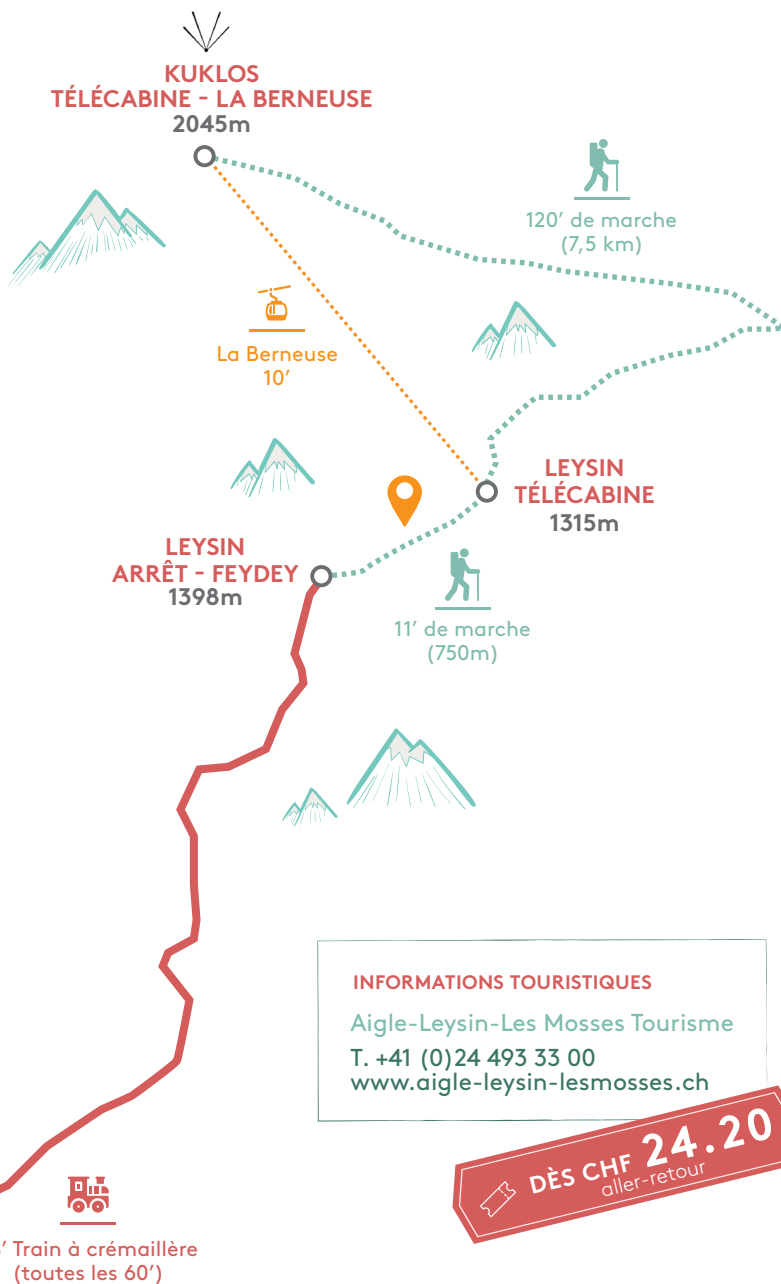 KUKLOS
TÉLÉCABINE - LA BERNEUSE
2045m
120’ de marche
(7,5 km)
La Berneuse
10’
LEYSIN
TÉLÉCABINE
1315m
LEYSIN
ARRÊT - FEYDEY
1398m
11’ de marche
(750m)
INFORMATIONS TOURISTIQUES
Aigle-Leysin-Les Mosses Tourisme
T. +41 (0)24 493 33 00
www.aigle-leysin-lesmosses.ch
DÈS CHF 24.20
aller-retour
Train à crémaillère
(toutes les 60’)